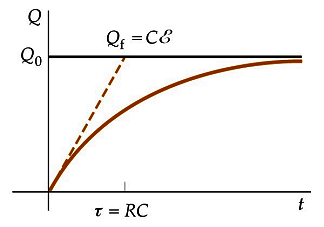 Q
Q_f = Cℰ
Q_0
t
τ = RC